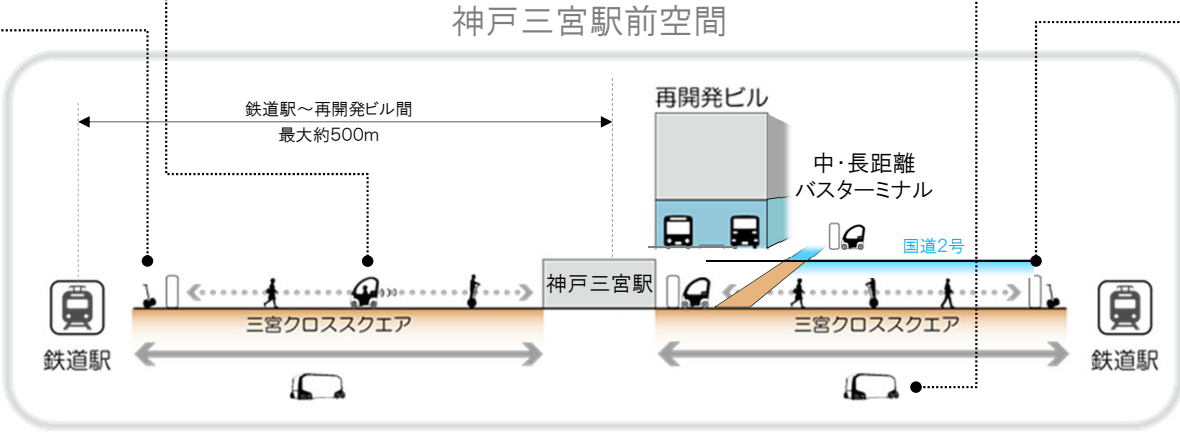 神戸三宮駅前空間
鉄道駅～再開発ビル間
最大約500m
再開発ビル
中・長距離
バスターミナル
国道2号
神戸三宮駅
三宮クロススクエア
三宮クロススクエア
鉄道駅
鉄道駅